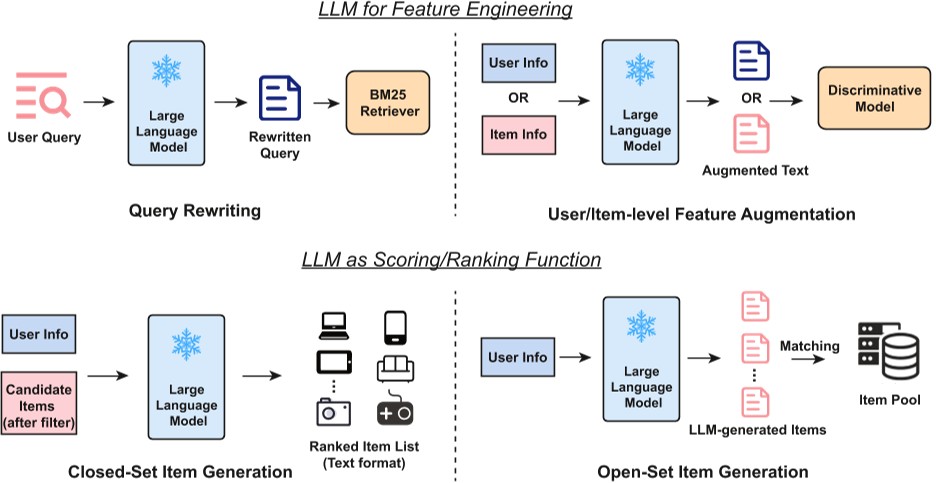 LLM for Feature Engineering
User Query
Large
Language
Model
Rewritten
Query
BM25
Retriever
Query Rewriting
User Info
OR
Item Info
Large
Language
Model
OR
Augmented Text
Discriminative
Model
User/Item-level Feature Augmentation
LLM as Scoring/Ranking Function
User Info
Candidate
Items
(after filter)
Large
Language
Model
Ranked Item List
(Text format)
Closed-Set Item Generation
User Info
Large
Language
Model
LLM-generated Items
Matching
Item Pool
Open-Set Item Generation